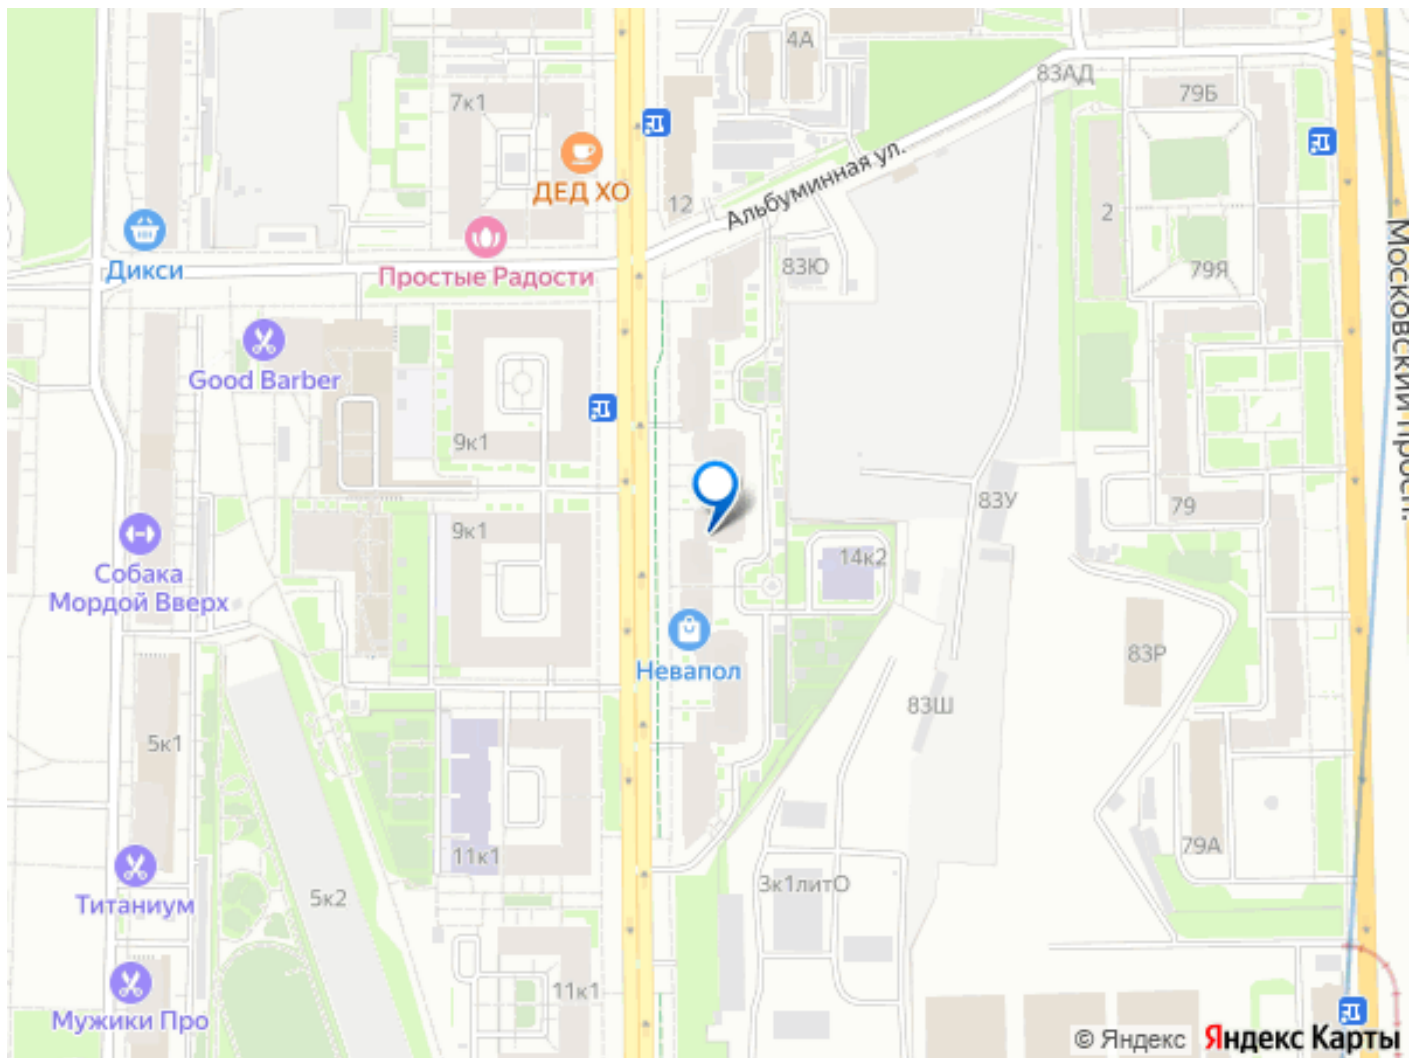 4А
83АД
79Б
7к1
ДЕД ХО
Альбуминная ул.
12
2
Дикси
Простые Радости
83Ю
79Я
Московский просп.
Good Barber
9к1
83У
79
9к1
14к2
Собака
Мордой Вверх
Невапол
83Р
83Ш
5к1
79А
11к1
3к1литО
5к2
Титаниум
11к1
Мужики Про
© Яндекс Яндекс Карты